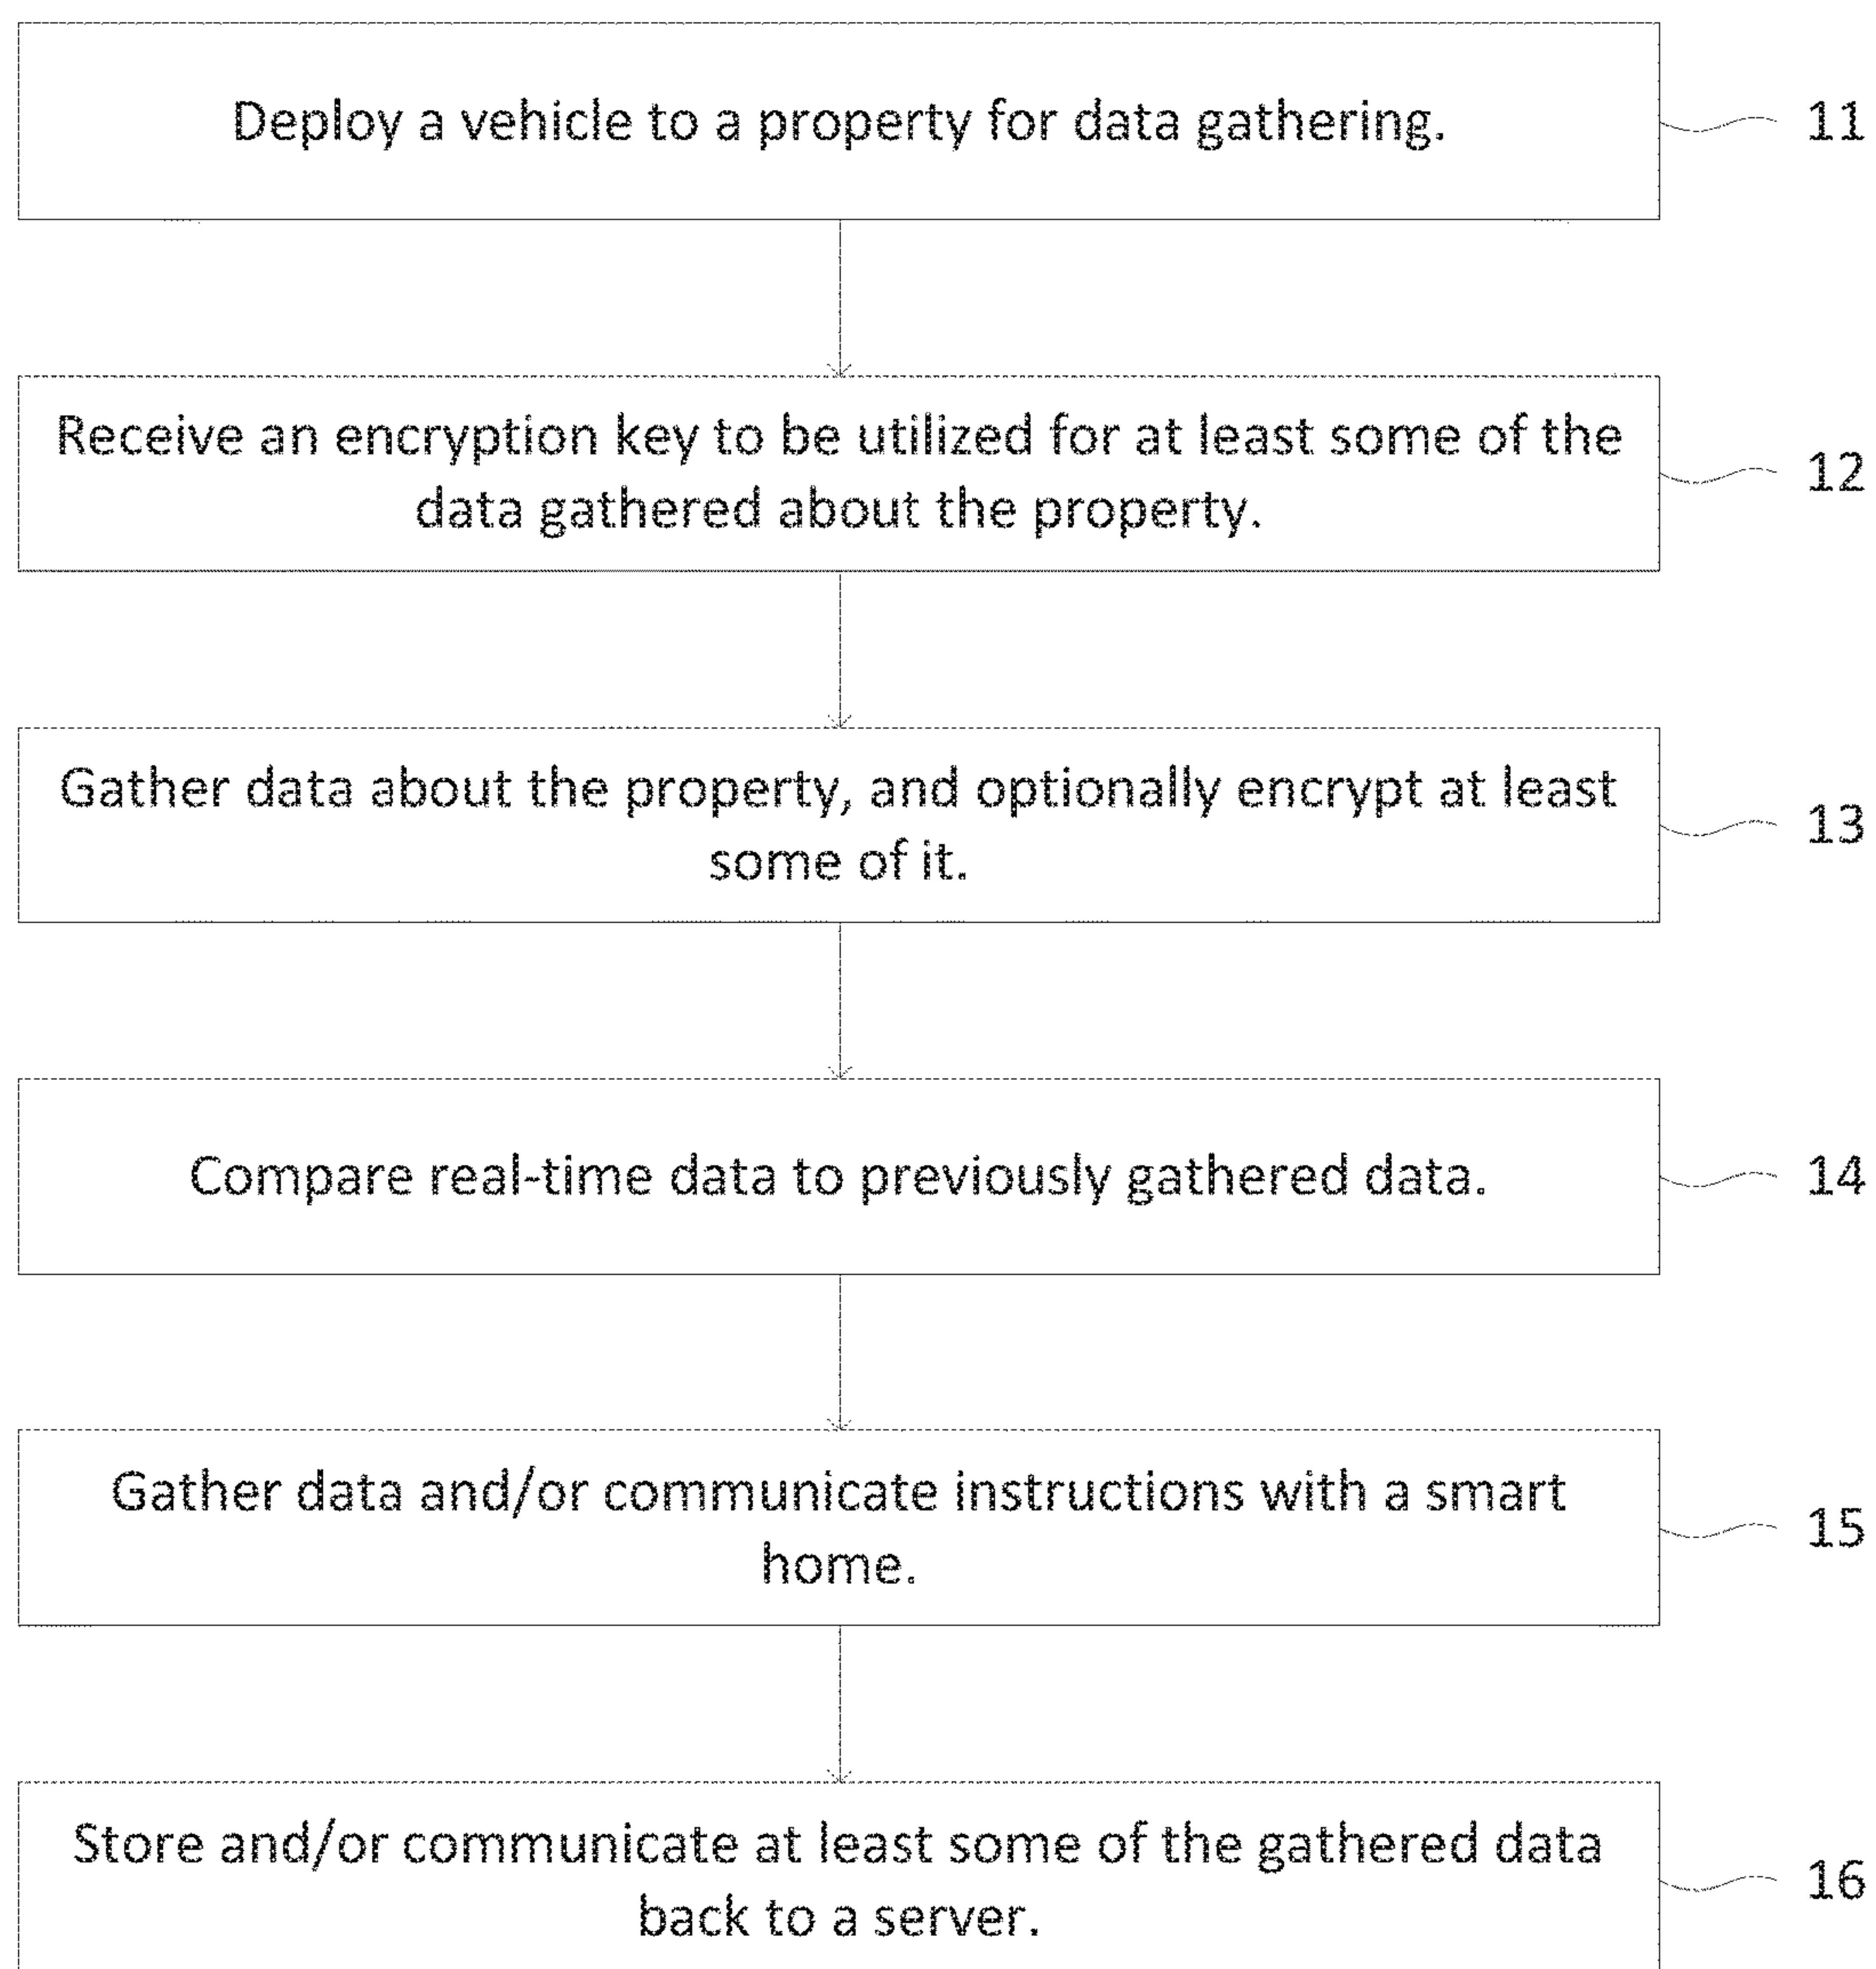 Deploy a vehicle to a property for data gathering.
11
Receive an encryption key to be utilized for at least some of the
data gathered about the property.
12
Gather data about the property, and optionally encrypt at least
some of it.
13
Compare real-time data to previously gathered data.
14
Gather data and/or communicate instructions with a smart
home.
15
Store and/or communicate at least some of the gathered data
back to a server.
16